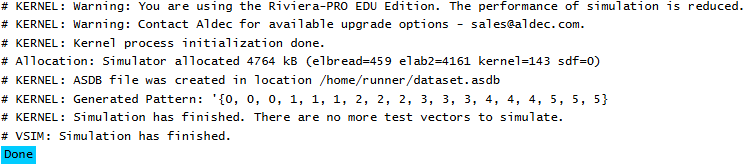 # KERNEL: Warning: You are using the Riviera-PRO EDU Edition. The performance of simulation is reduced.
# KERNEL: Warning: Contact Aldec for available upgrade options - sales@aldec.com.
# KERNEL: Kernel process initialization done.
# Allocation: Simulator allocated 4764 kB (elbread=459 elab2=4161 kernel=143 sdf=0)
# KERNEL: ASDB file was created in location /home/runner/dataset.asdb
# KERNEL: Generated Pattern: '{0, 0, 0, 1, 1, 1, 2, 2, 2, 3, 3, 3, 4, 4, 4, 5, 5, 5}
# KERNEL: Simulation has finished. There are no more test vectors to simulate.
# VSIM: Simulation has finished.
Done